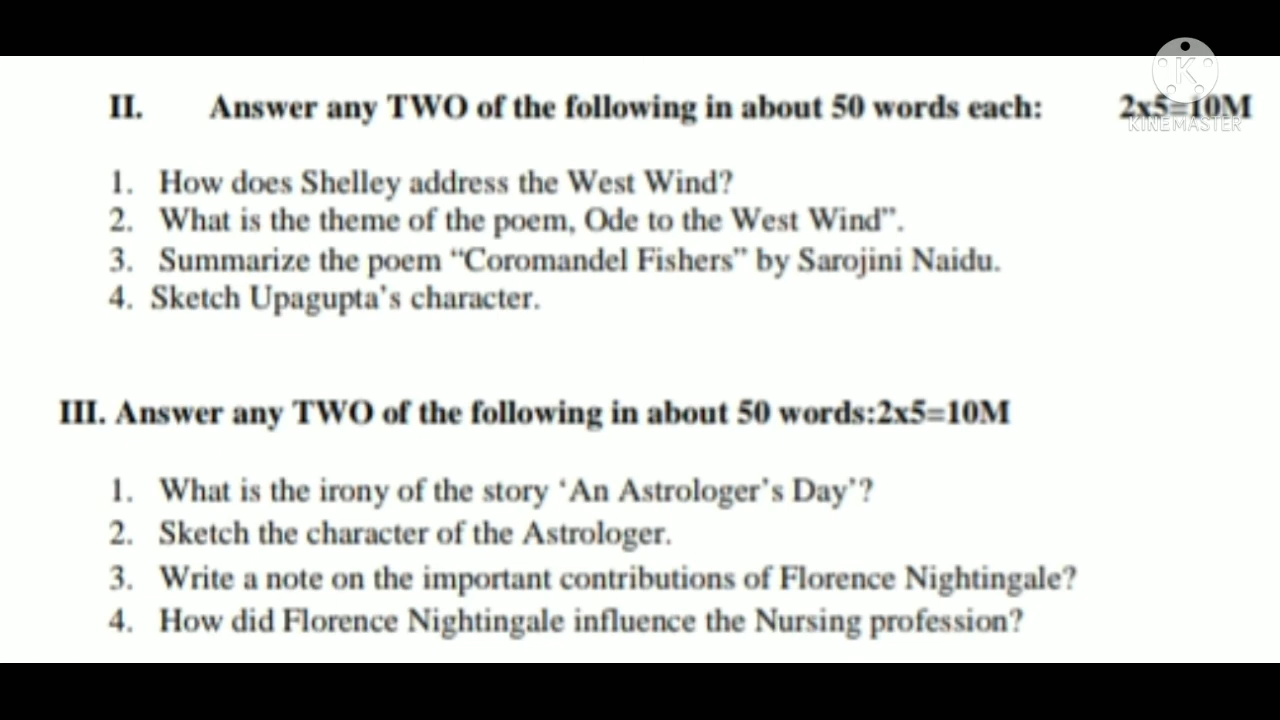 II. Answer any TWO of the following in about 50 words each: 2x5=10M
KINEMASTER
1. How does Shelley address the West Wind?
2. What is the theme of the poem, Ode to the West Wind”.
3. Summarize the poem “Coromandel Fishers” by Sarojini Naidu.
4. Sketch Upagupta’s character.
III. Answer any TWO of the following in about 50 words:2x5=10M
1. What is the irony of the story ‘An Astrologer’s Day’?
2. Sketch the character of the Astrologer.
3. Write a note on the important contributions of Florence Nightingale?
4. How did Florence Nightingale influence the Nursing profession?